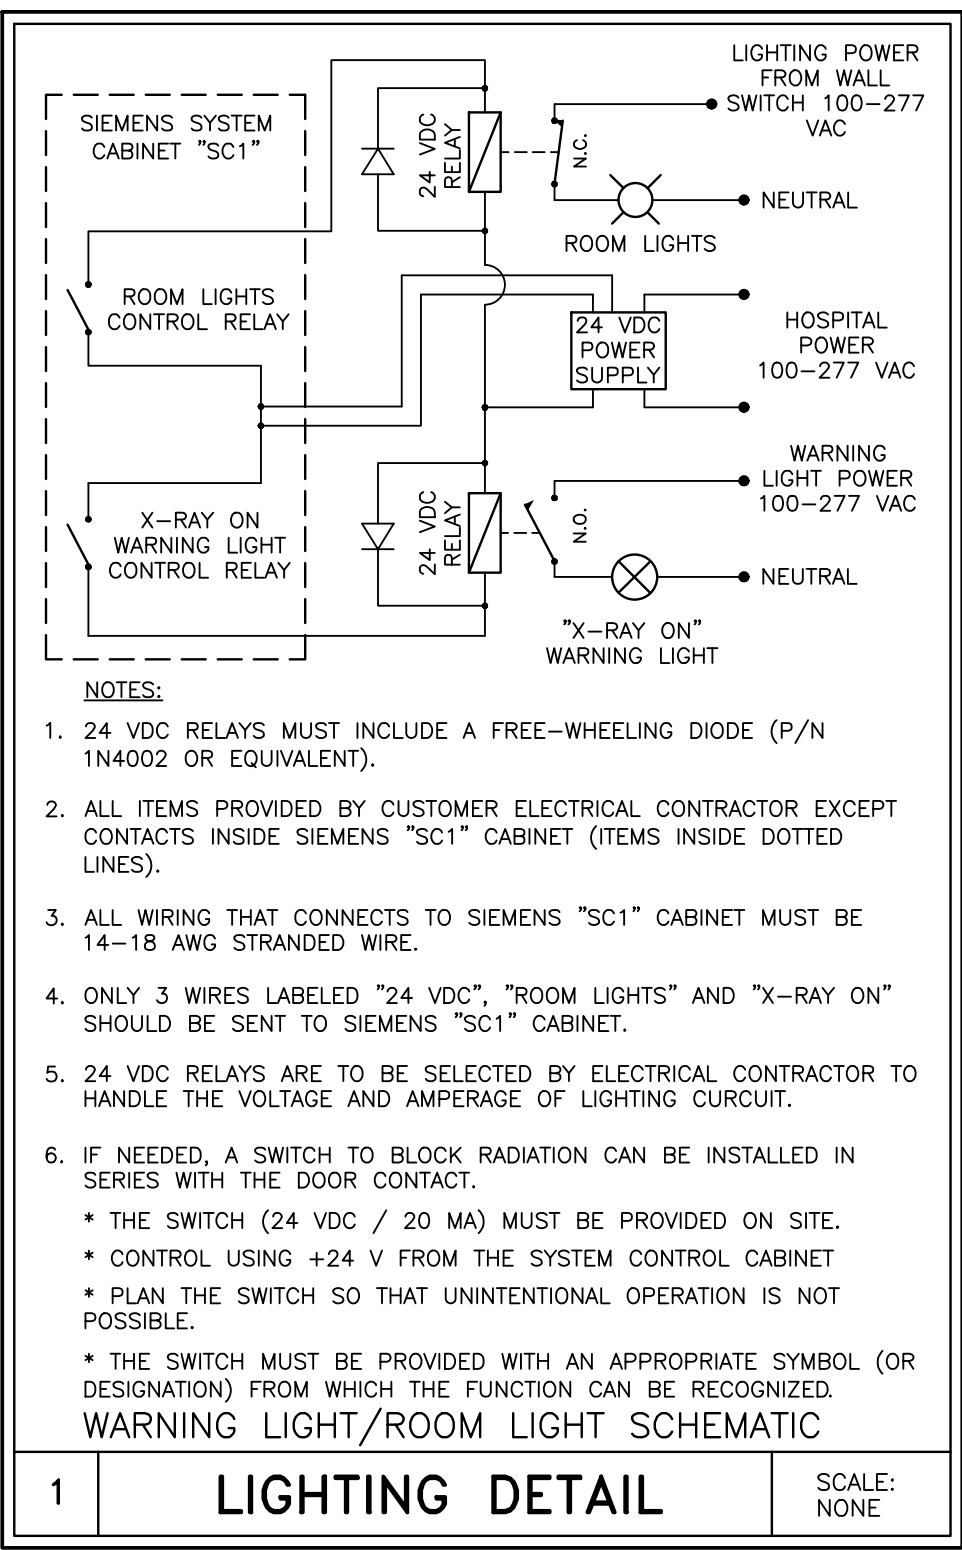 LIGHTING POWER
FROM WALL
SWITCH 100-277
VAC
SIEMENS SYSTEM
CABINET "SC1"
24 VDC
RELAY
N.C.
NEUTRAL
ROOM LIGHTS
ROOM LIGHTS
CONTROL RELAY
24 VDC
POWER
SUPPLY
HOSPITAL
POWER
100-277 VAC
WARNING
LIGHT POWER
100-277 VAC
X-RAY ON
WARNING LIGHT
CONTROL RELAY
24 VDC
RELAY
N.O.
NEUTRAL
"X-RAY ON"
WARNING LIGHT
NOTES:
1. 24 VDC RELAYS MUST INCLUDE A FREE-WHEELING DIODE (P/N
1N4002 OR EQUIVALENT).
2. ALL ITEMS PROVIDED BY CUSTOMER ELECTRICAL CONTRACTOR EXCEPT
CONTACTS INSIDE SIEMENS "SC1" CABINET (ITEMS INSIDE DOTTED
LINES).
3. ALL WIRING THAT CONNECTS TO SIEMENS "SC1" CABINET MUST BE
14-18 AWG STRANDED WIRE.
4. ONLY 3 WIRES LABELED "24 VDC", "ROOM LIGHTS" AND "X-RAY ON"
SHOULD BE SENT TO SIEMENS "SC1" CABINET.
5. 24 VDC RELAYS ARE TO BE SELECTED BY ELECTRICAL CONTRACTOR TO
HANDLE THE VOLTAGE AND AMPERAGE OF LIGHTING CURCUIT.
6. IF NEEDED, A SWITCH TO BLOCK RADIATION CAN BE INSTALLED IN
SERIES WITH THE DOOR CONTACT.
* THE SWITCH (24 VDC / 20 MA) MUST BE PROVIDED ON SITE.
* CONTROL USING +24 V FROM THE SYSTEM CONTROL CABINET
* PLAN THE SWITCH SO THAT UNINTENTIONAL OPERATION IS NOT
POSSIBLE.
* THE SWITCH MUST BE PROVIDED WITH AN APPROPRIATE SYMBOL (OR
DESIGNATION) FROM WHICH THE FUNCTION CAN BE RECOGNIZED.
WARNING LIGHT/ROOM LIGHT SCHEMATIC
1
LIGHTING DETAIL
SCALE:
NONE